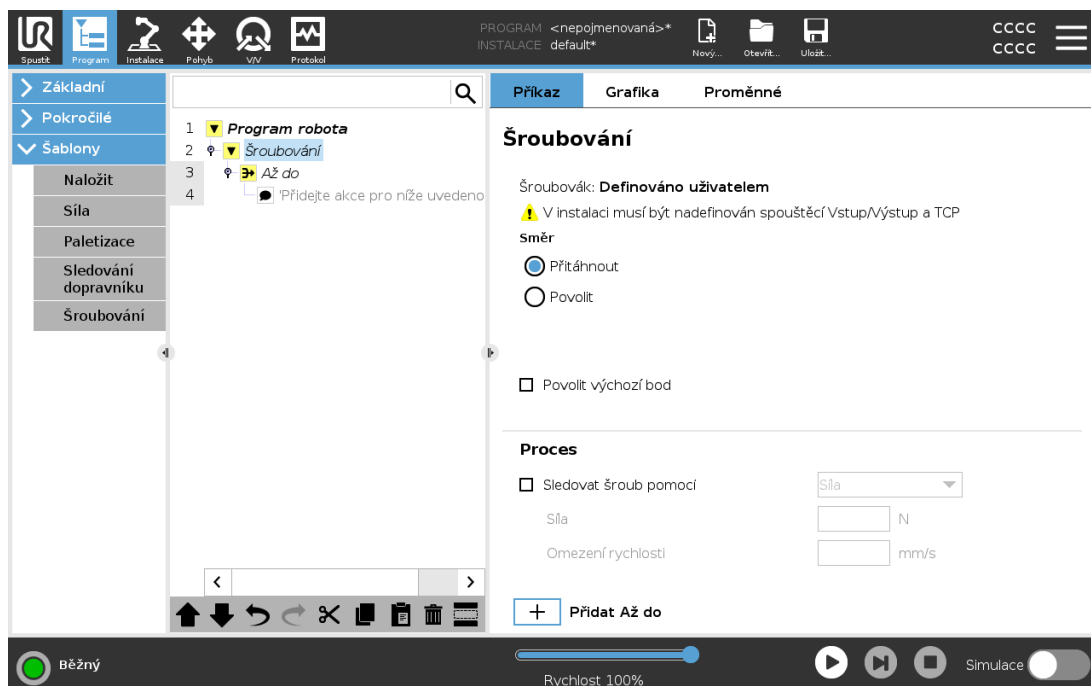 UR
Spustit
Program
Instalace
Pohyb
V/V
Protokol
PROGRAM <nepojmenovaná>*
INSTALACE default*
Nový...
Otevřít...
Uložit...
CCCC
CCCC
Základní
Pokročilé
Šablony
Naložit
Síla
Paletizace
Sledování
dopravníku
Šroubování
1 Program robota
2 Šroubování
3 Až do
4 'Přidejte akce pro níže uvedeno
Příkaz
Grafika
Proměnné
Šroubování
Šroubovák: Definováno uživatelem
V instalaci musí být nadefinován spouštěcí Vstup/Výstup a TCP
Směr
Přitáhnout
Povolit
Povolit výchozí bod
Proces
Sledovat šroub pomocí
Síla
Síla
N
Omezení rychlosti
mm/s
Přidat Až do
Běžný
Rychlost 100%
Simulace